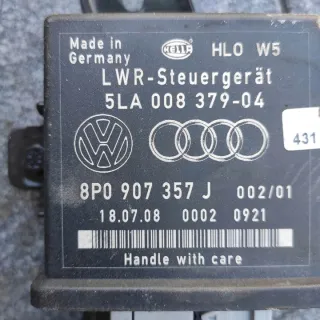 Made in Germany
HELLA HLO W5
LWR-Steuergerät
5LA 008 379-04
431
8P0 907 357 J 002/01
18.07.08 0002 0921
Handle with care